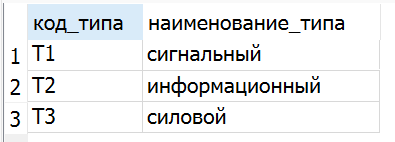 код_типа наименование_типа
1 T1 сигнальный
2 T2 информационный
3 T3 силовой